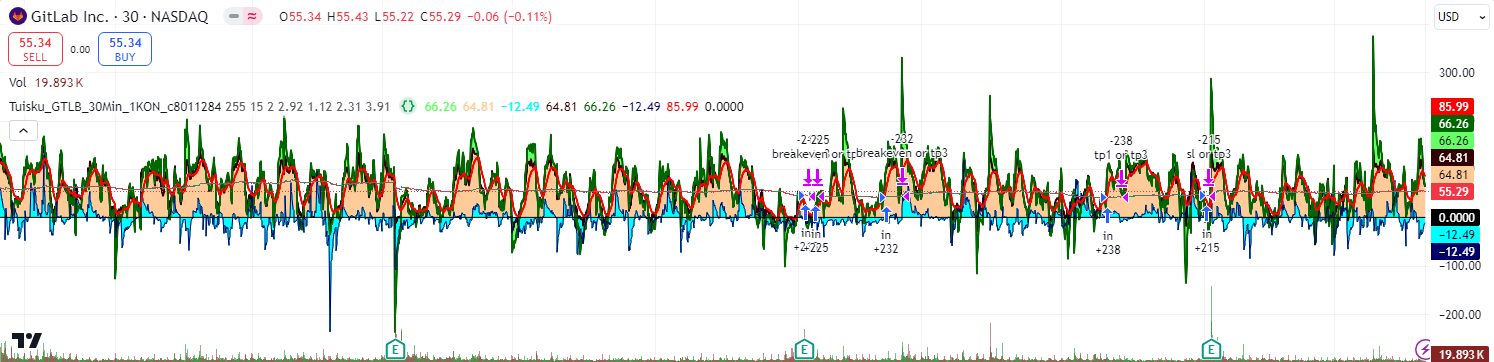 GitLab Inc. · 30 · NASDAQ O55.34 H55.43 L55.22 C55.29 −0.06 (−0.11%)
USD
55.34
SELL
0.00
55.34
BUY
Vol 19.893 K
Tuisku_GTLB_30Min_1KON_c8011284 255 15 2 2.92 1.12 2.31 3.91 {} 66.26 64.81 −12.49 64.81 66.26 −12.49 85.99 0.0000
300.00
85.99
66.26
66.26
64.81
64.81
55.29
0.0000
−12.49
−12.49
−100.00
−200.00
19.893 K
-225
breakeven or
-232
breakeven or tp3
-238
tp1 or tp3
-215
sl or tp3
in
+225
in
+232
in
+238
in
+215
E
E
E